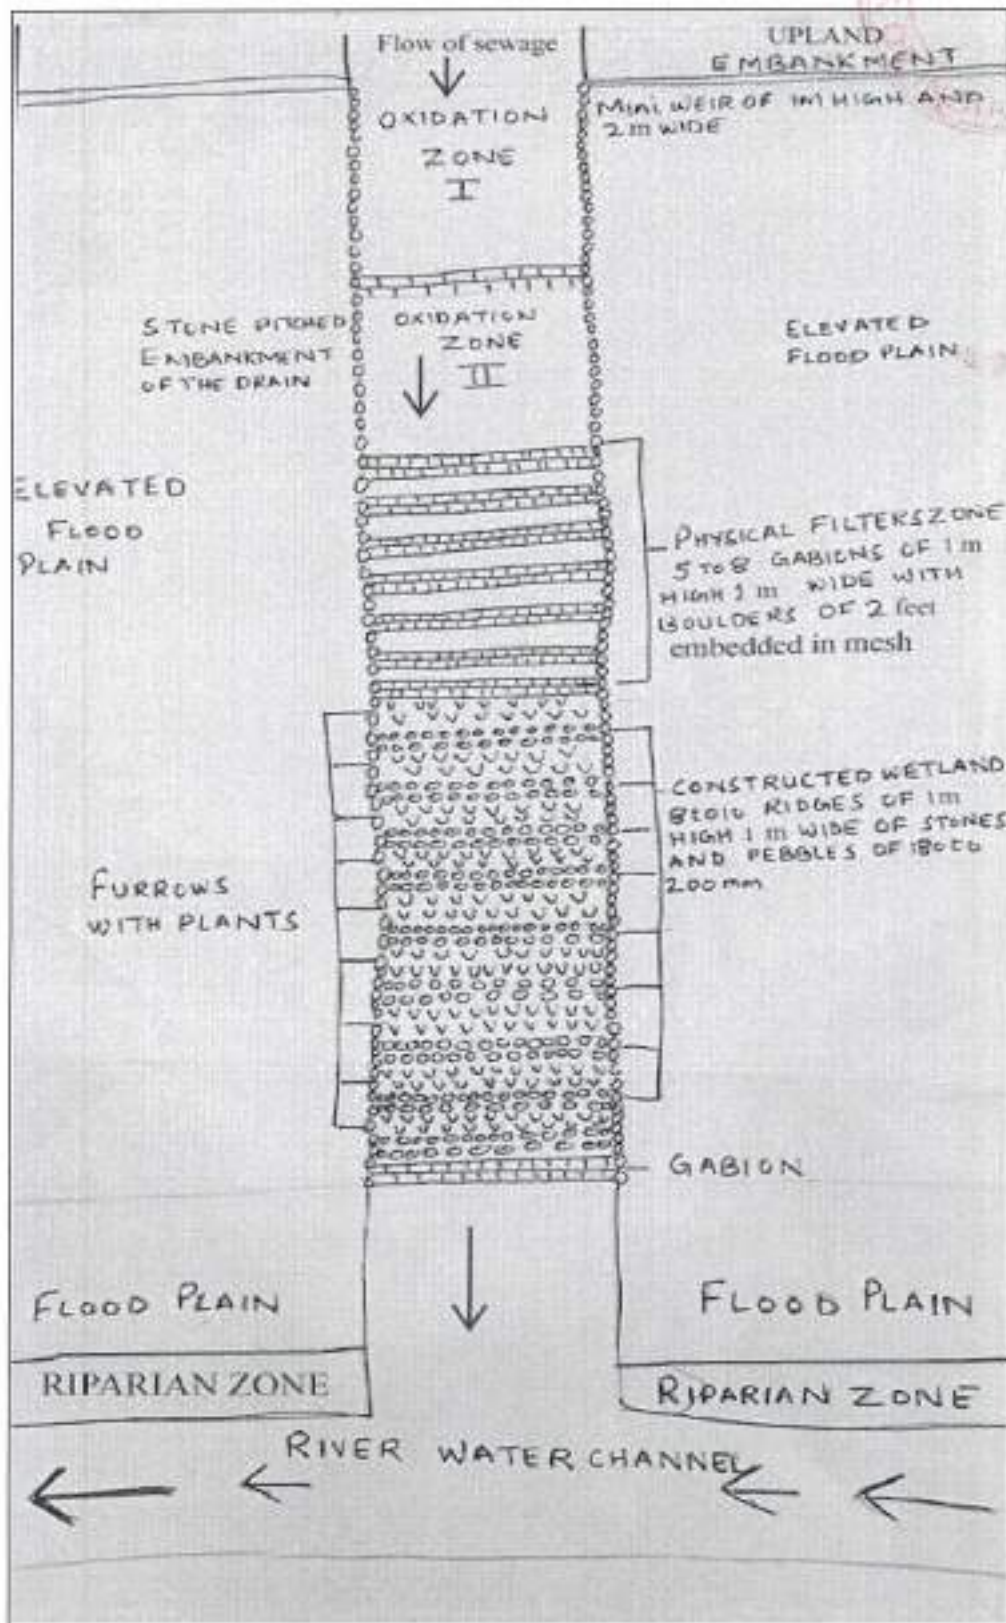 Flow of sewage
UPLAND
EMBANKMENT
OXIDATION
ZONE
I
MINI WEIR OF 1M HIGH AND
2 m WIDE
STONE PITCHED
EMBANKMENT
OF THE DRAIN
OXIDATION
ZONE
II
ELEVATED
FLOOD PLAIN
ELEVATED
FLOOD
PLAIN
PHYSICAL FILTERS ZONE
5 TO 8 GABIONS OF 1 m
HIGH 1 m WIDE WITH
BOULDERS OF 2 feet
embedded in mesh
CONSTRUCTED WETLAND
8 to 10 RIDGES OF 1m
HIGH 1 m WIDE OF STONES
AND PEBBLES OF 180 to
200 mm
FURROWS
WITH PLANTS
GABION
FLOOD PLAIN
FLOOD PLAIN
RIPARIAN ZONE
RIPARIAN ZONE
RIVER WATER CHANNEL